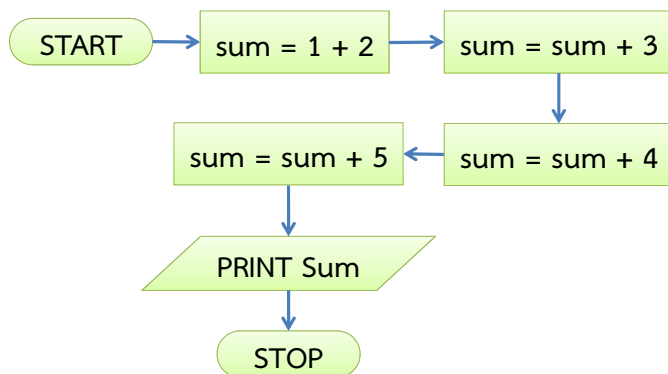 START
sum = 1 + 2
sum = sum + 3
sum = sum + 4
sum = sum + 5
PRINT Sum
STOP